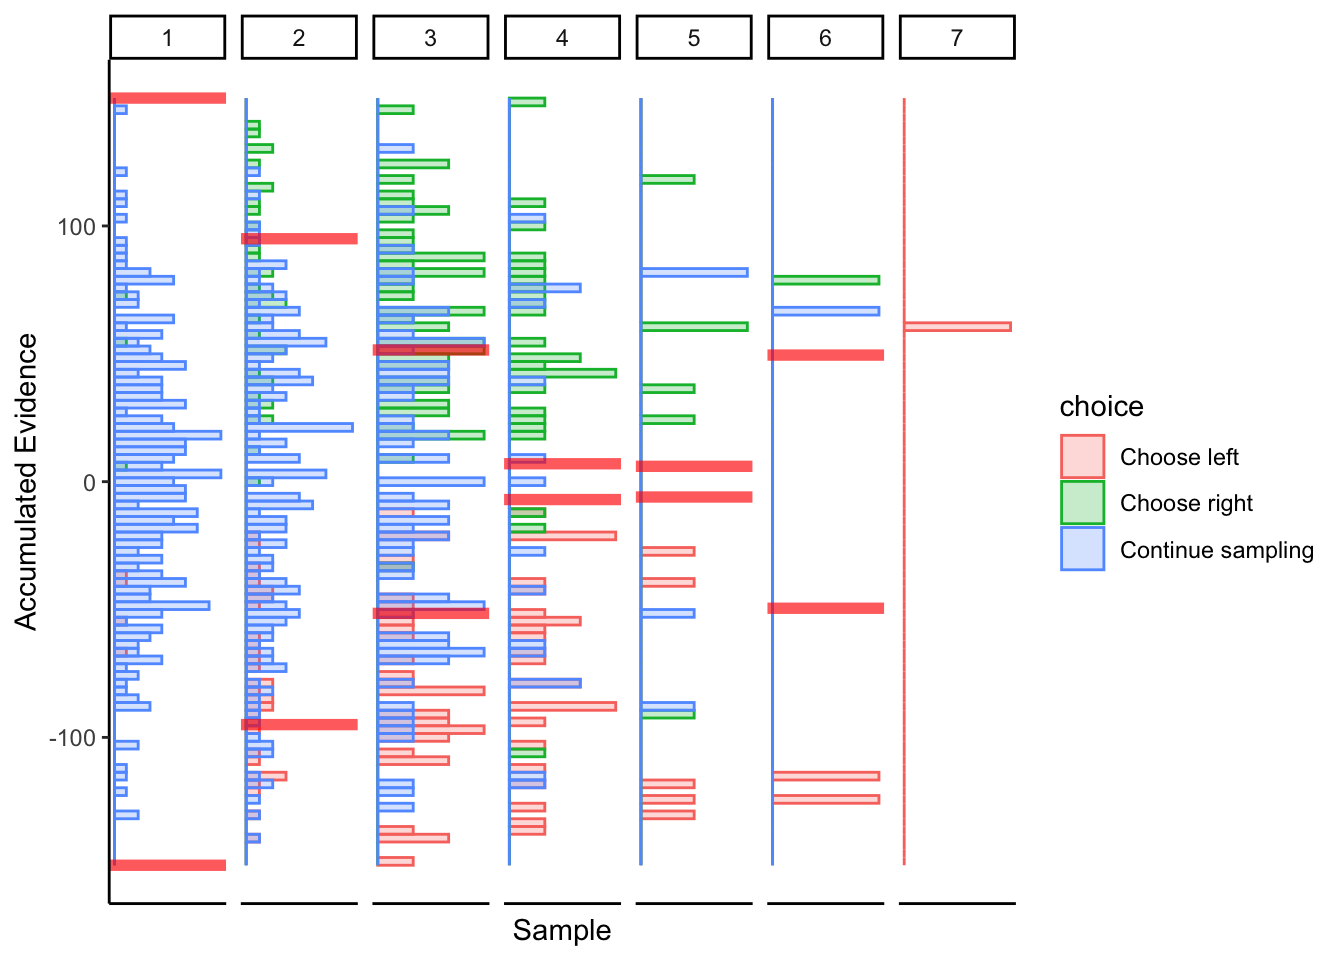 1 2 3 4 5 6 7
100
0
-100
Accumulated Evidence
Sample
choice
Choose left
Choose right
Continue sampling